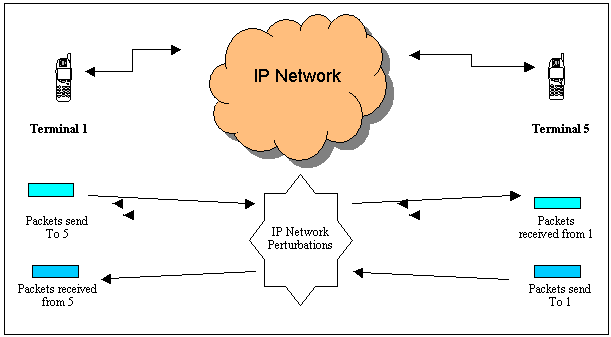 IP Network
Terminal 1
Terminal 5
Packets send
To 5
IP Network
Perturbations
Packets
received from 1
Packets received
from 5
Packets send
To 1